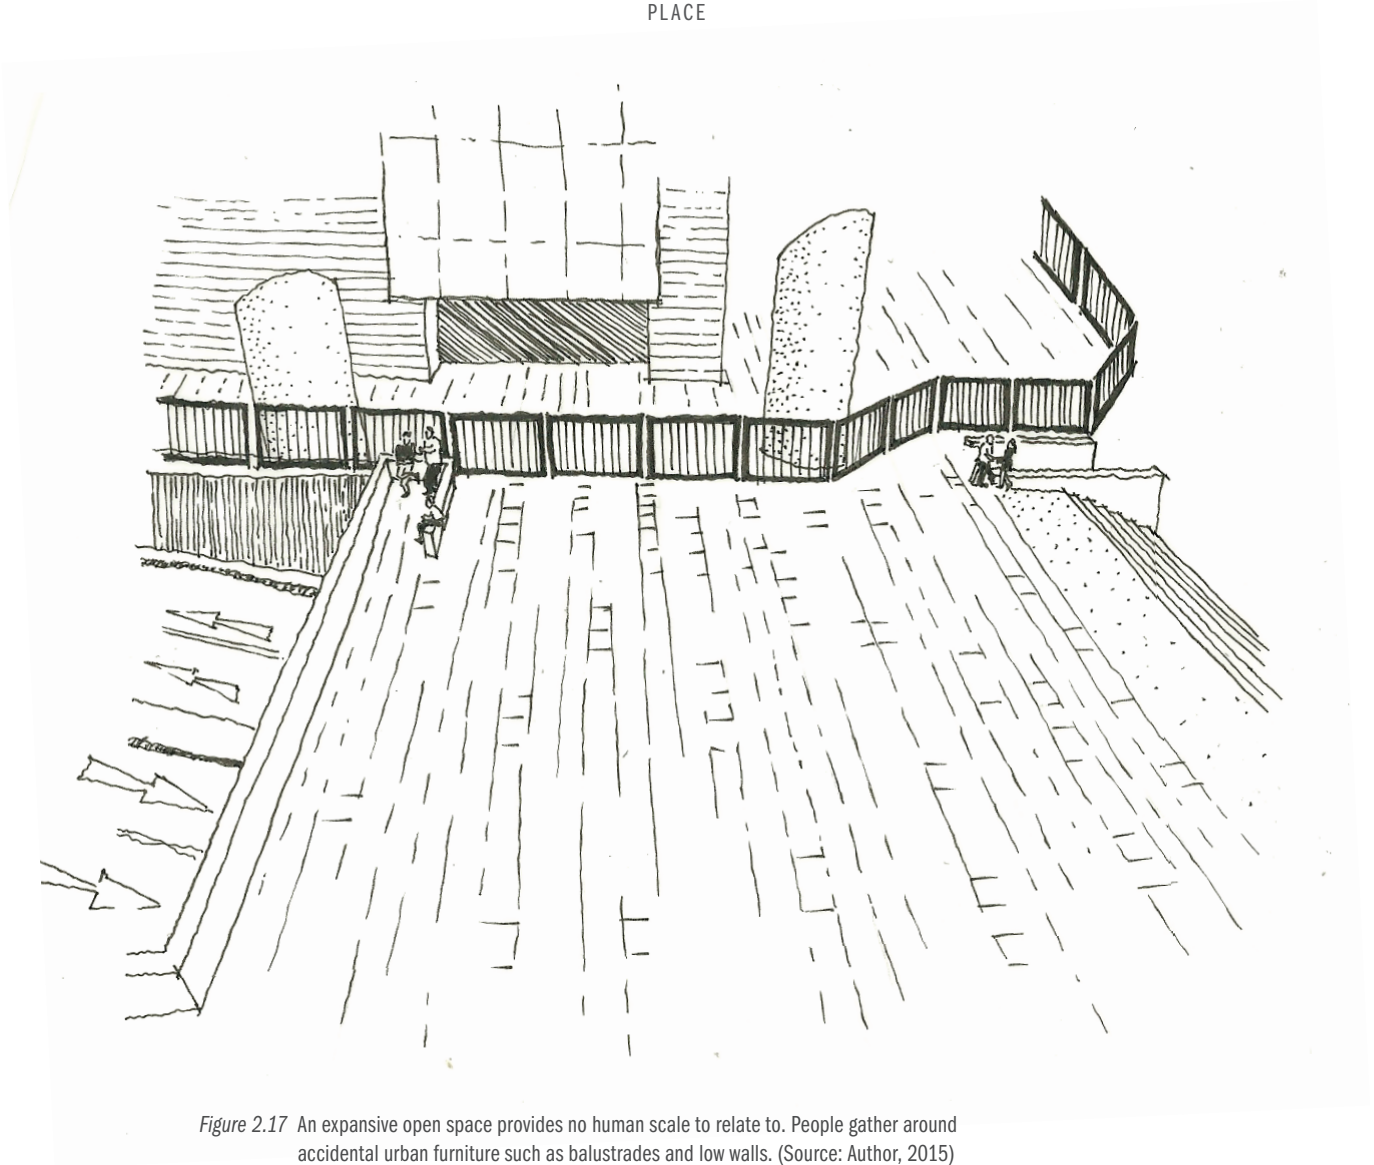 PLACE
Figure 2.17 An expansive open space provides no human scale to relate to. People gather around
accidental urban furniture such as balustrades and low walls. (Source: Author, 2015)